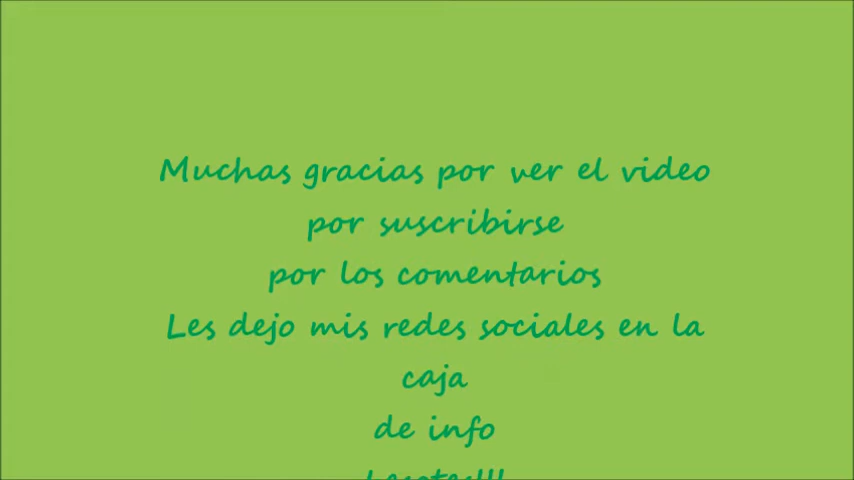 Muchas gracias por ver el video
por suscribirse
por los comentarios
Les dejo mis redes sociales en la
caja
de info